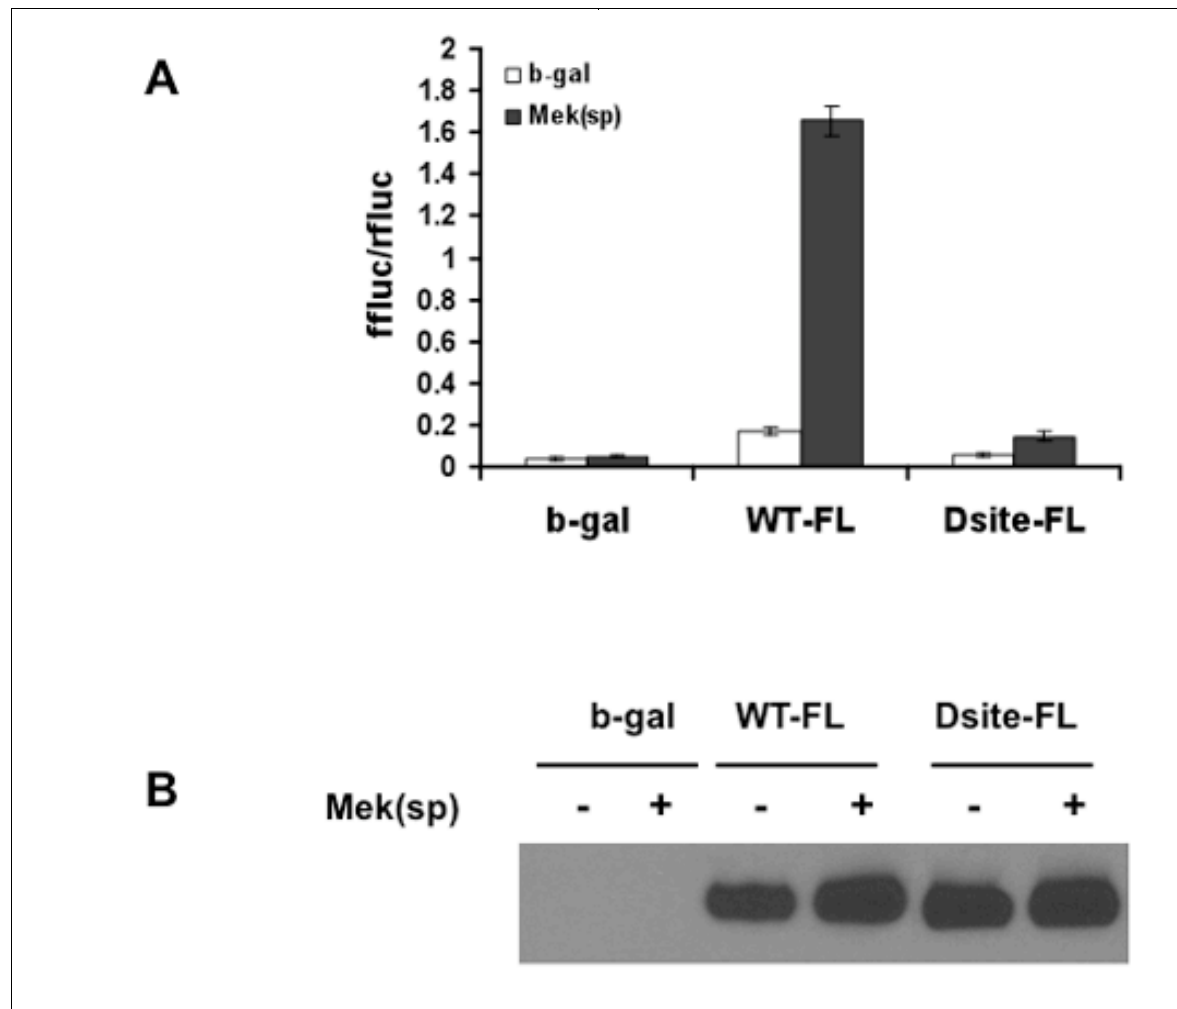 A
2
1.8
1.6
1.4
1.2
1
0.8
0.6
0.4
0.2
0
ffluc/rfluc
b-gal
Mek(sp)
b-gal WT-FL Dsite-FL
B
b-gal WT-FL Dsite-FL
Mek(sp) - + - + - +